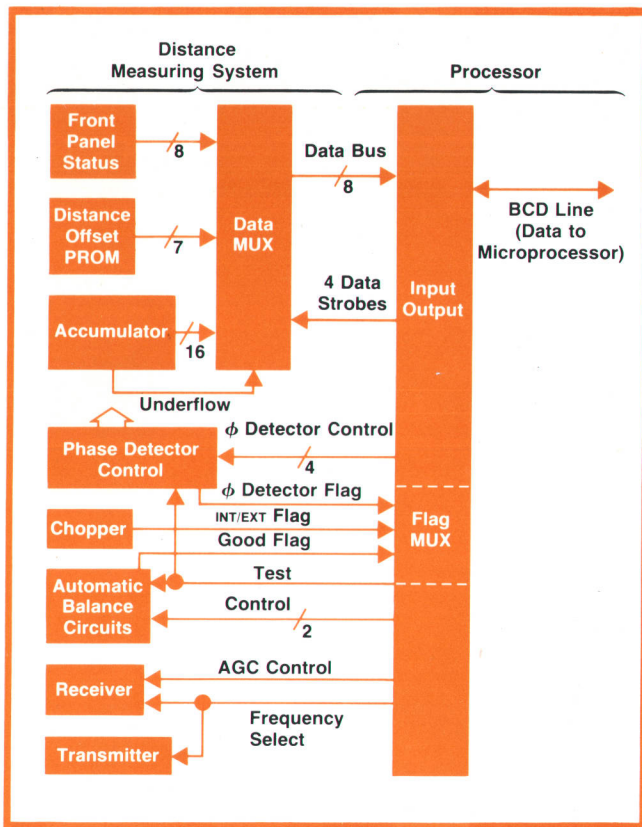 Distance
Measuring System
Processor
Front
Panel
Status
8
Data Bus
8
Distance
Offset
PROM
7
Data
MUX
BCD Line
(Data to
Microprocessor)
4 Data
Strobes
Input
Output
Accumulator
16
Underflow
ϕ Detector Control
4
Phase Detector
Control
ϕ Detector Flag
Chopper
INT/EXT Flag
Flag
MUX
Good Flag
Automatic
Balance
Circuits
Test
Control
2
AGC Control
Receiver
Frequency
Select
Transmitter